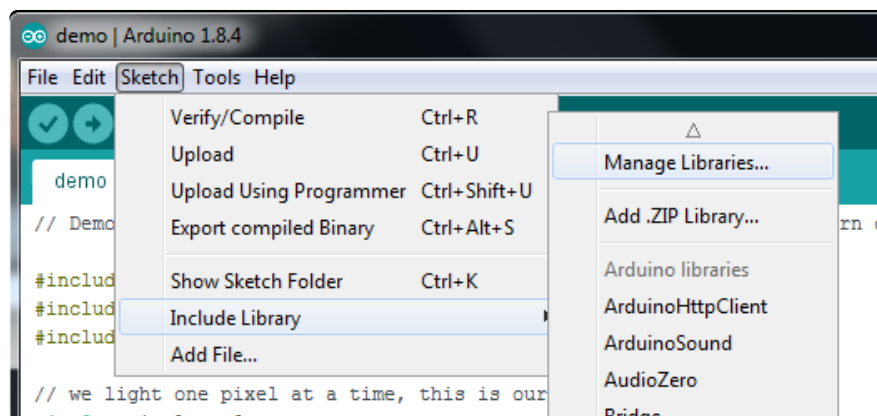 demo | Arduino 1.8.4
File Edit Sketch Tools Help
demo
Verify/Compile Ctrl+R
Upload Ctrl+U
Upload Using Programmer Ctrl+Shift+U
Export compiled Binary Ctrl+Alt+S
Show Sketch Folder Ctrl+K
Include Library
Add File...
Manage Libraries...
Add .ZIP Library...
Arduino libraries
ArduinoHttpClient
ArduinoSound
AudioZero
Bridge
// Demo
rn
#includ
#includ
#includ
// we light one pixel at a time, this is our